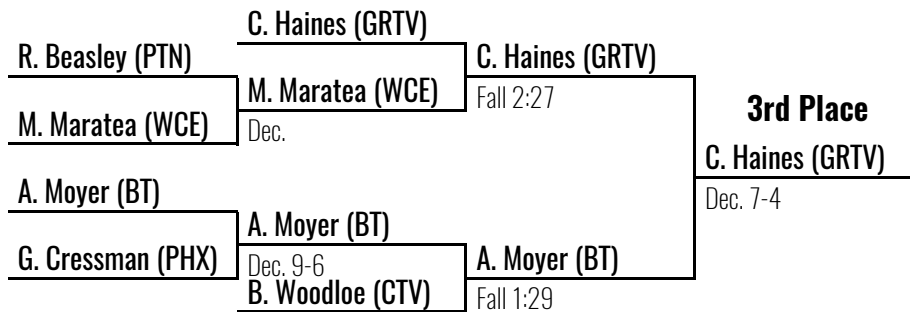 C. Haines (GRTV)
R. Beasley (PTN)
C. Haines (GRTV)
M. Maratea (WCE)
Fall 2:27
3rd Place
M. Maratea (WCE)
Dec.
C. Haines (GRTV)
A. Moyer (BT)
Dec. 7-4
A. Moyer (BT)
G. Cressman (PHX)
Dec. 9-6
A. Moyer (BT)
B. Woodloe (CTV)
Fall 1:29